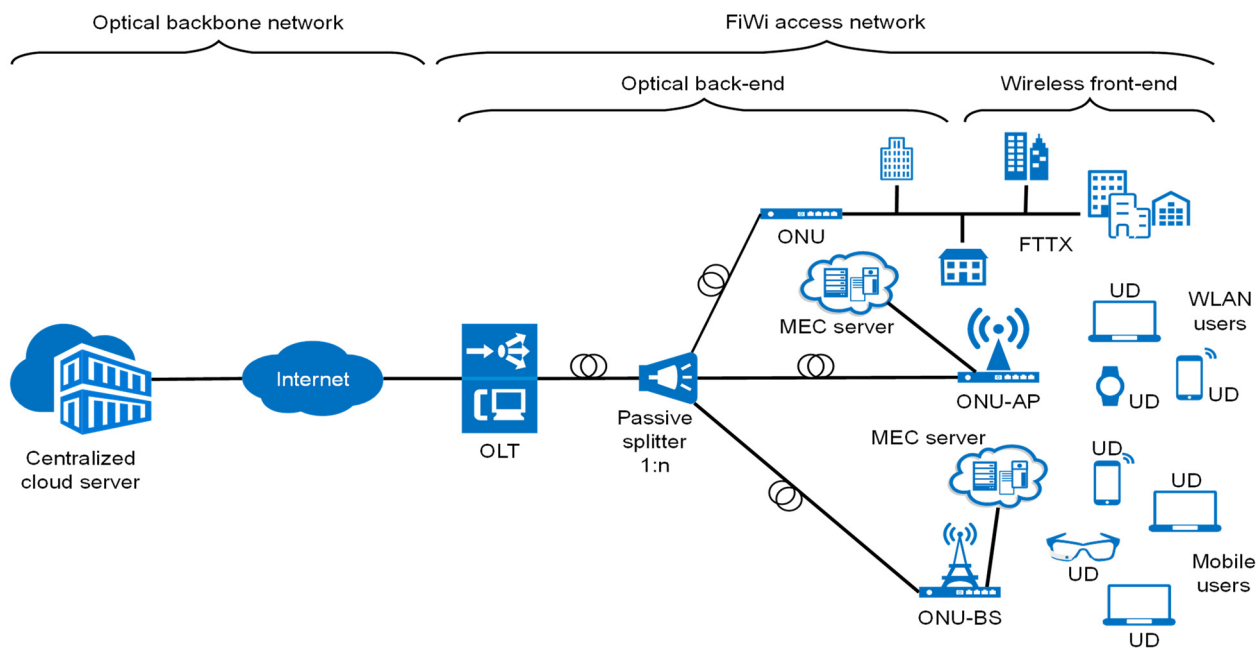 Optical backbone network
FiWi access network
Optical back-end
Wireless front-end
ONU
FTTX
MEC server
UD
WLAN
users
Internet
ONU-AP
UD
UD
Passive
splitter
1:n
OLT
Centralized
cloud server
MEC server
UD
UD
UD
Mobile
users
ONU-BS
UD